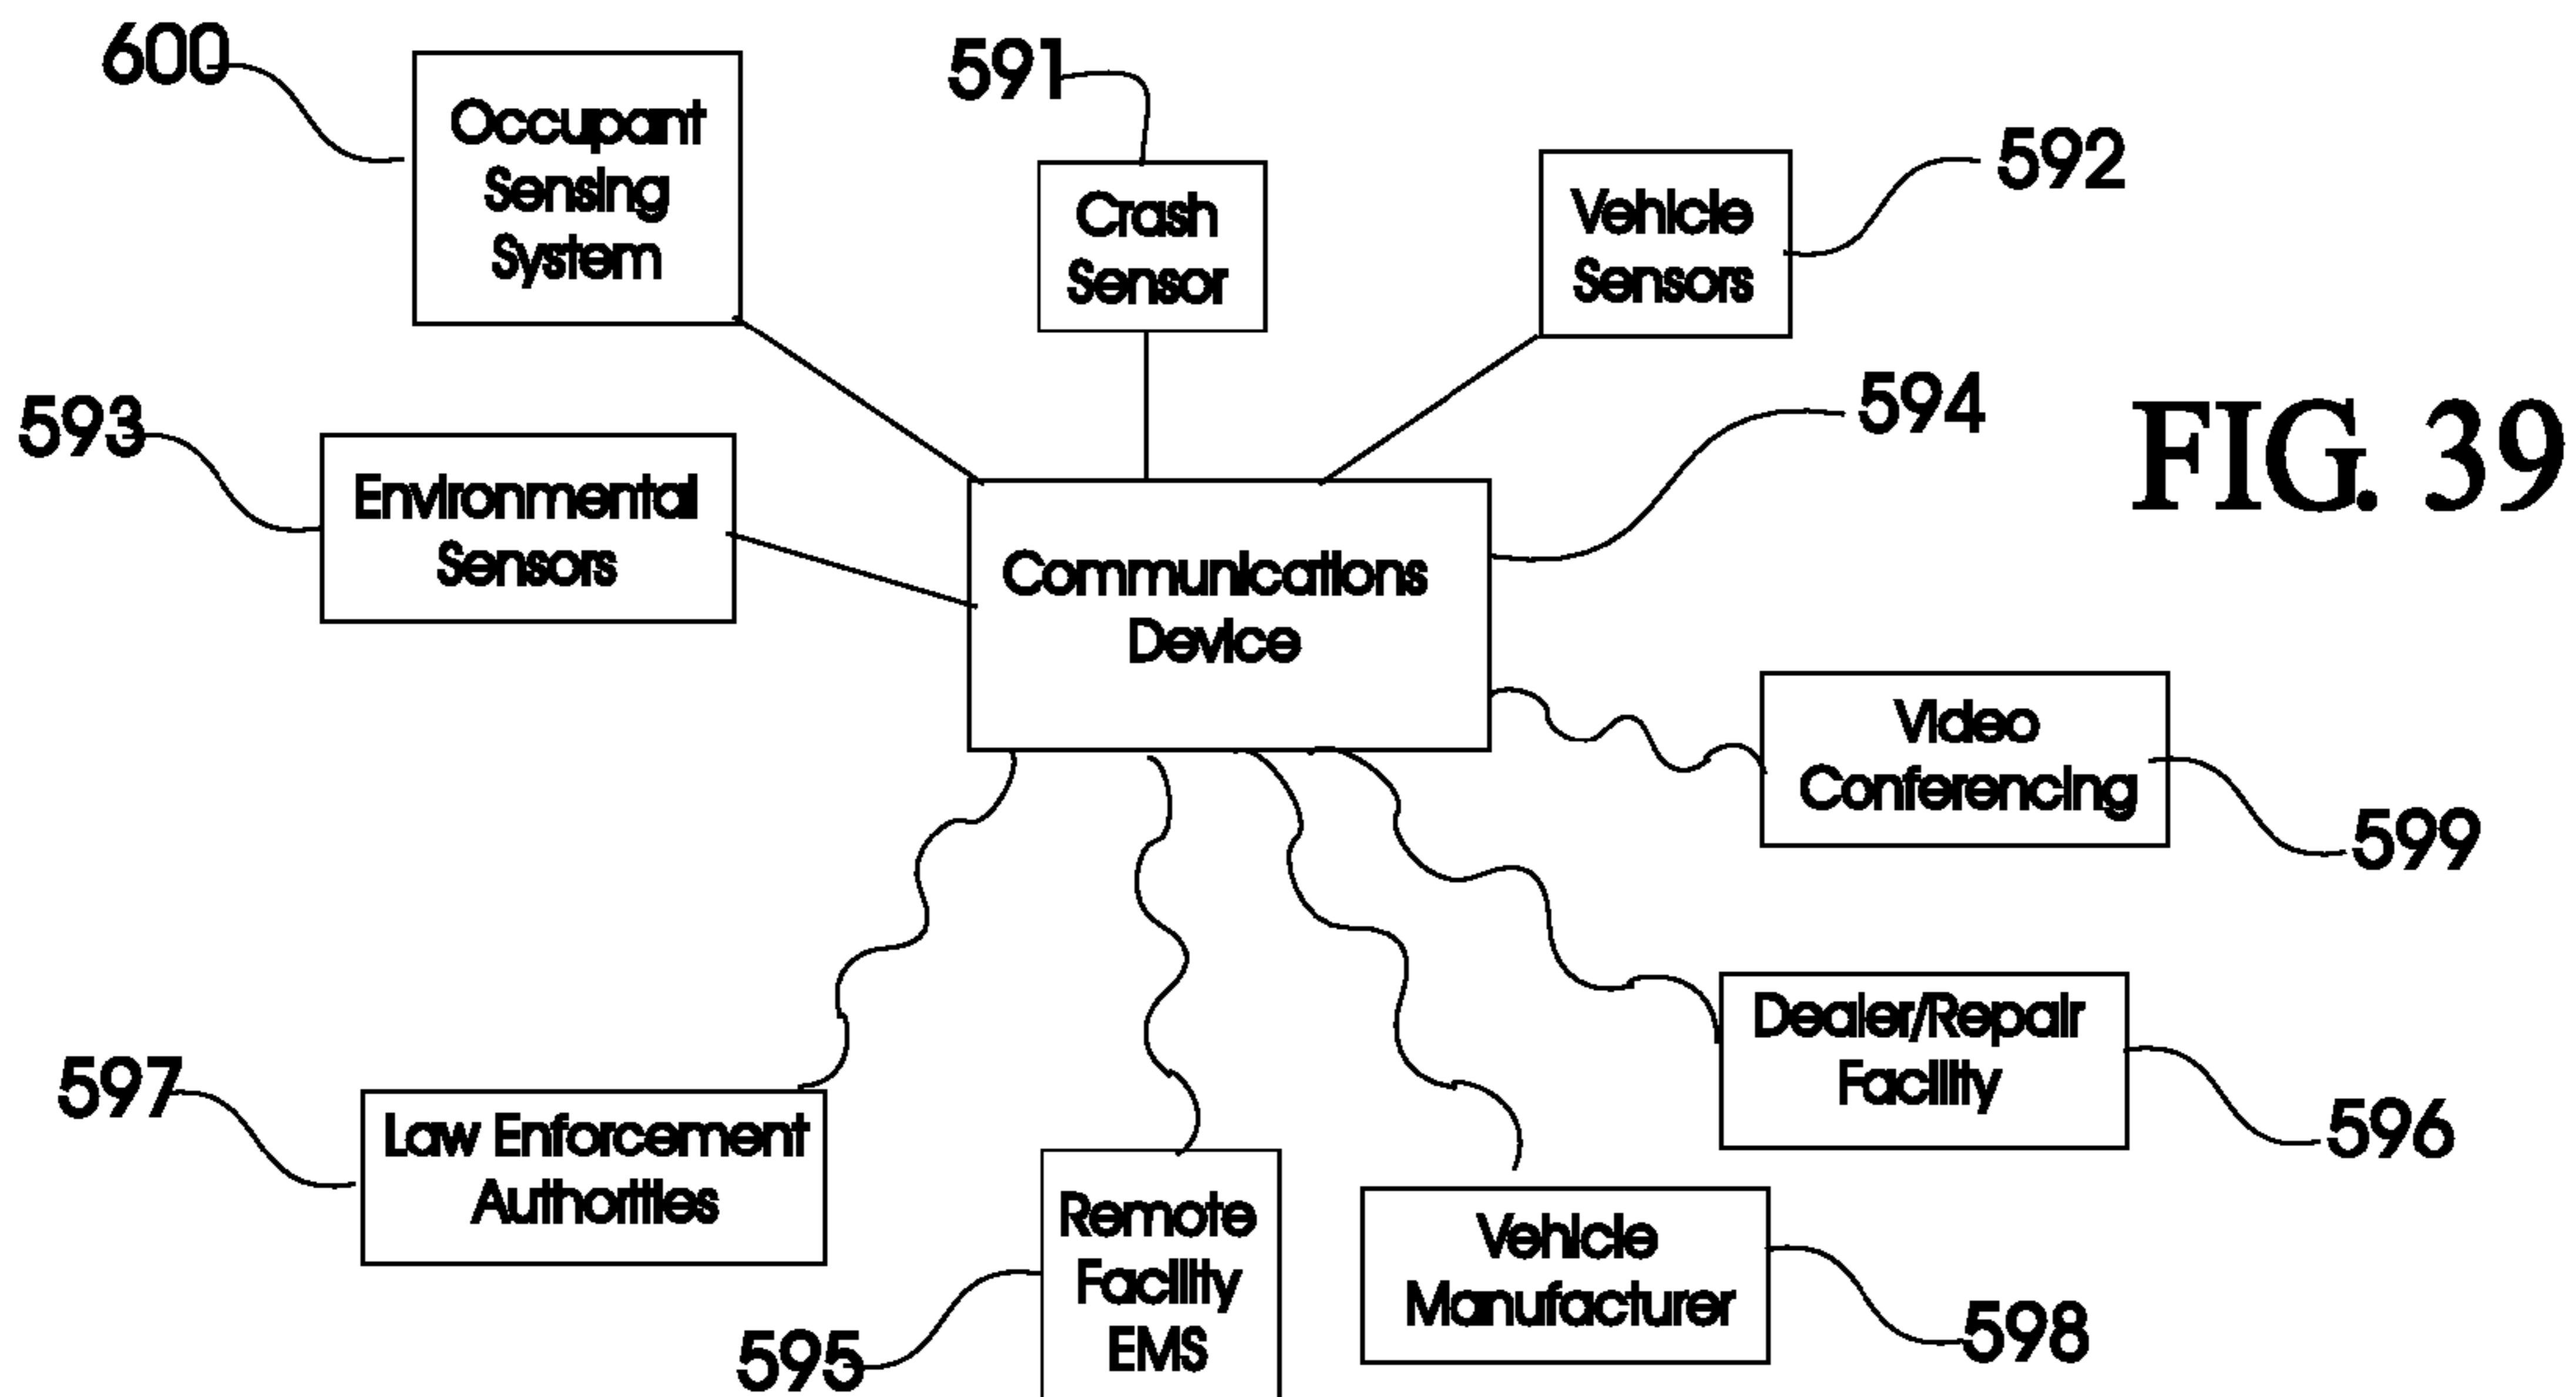 600
Occupant
Sensing
System
591
Crash
Sensor
592
Vehicle
Sensors
593
Environmental
Sensors
594
Communications
Device
FIG. 39
Video
Conferencing
599
Dealer/Repair
Facility
596
597
Law Enforcement
Authorities
595
Remote
Facility
EMS
Vehicle
Manufacturer
598